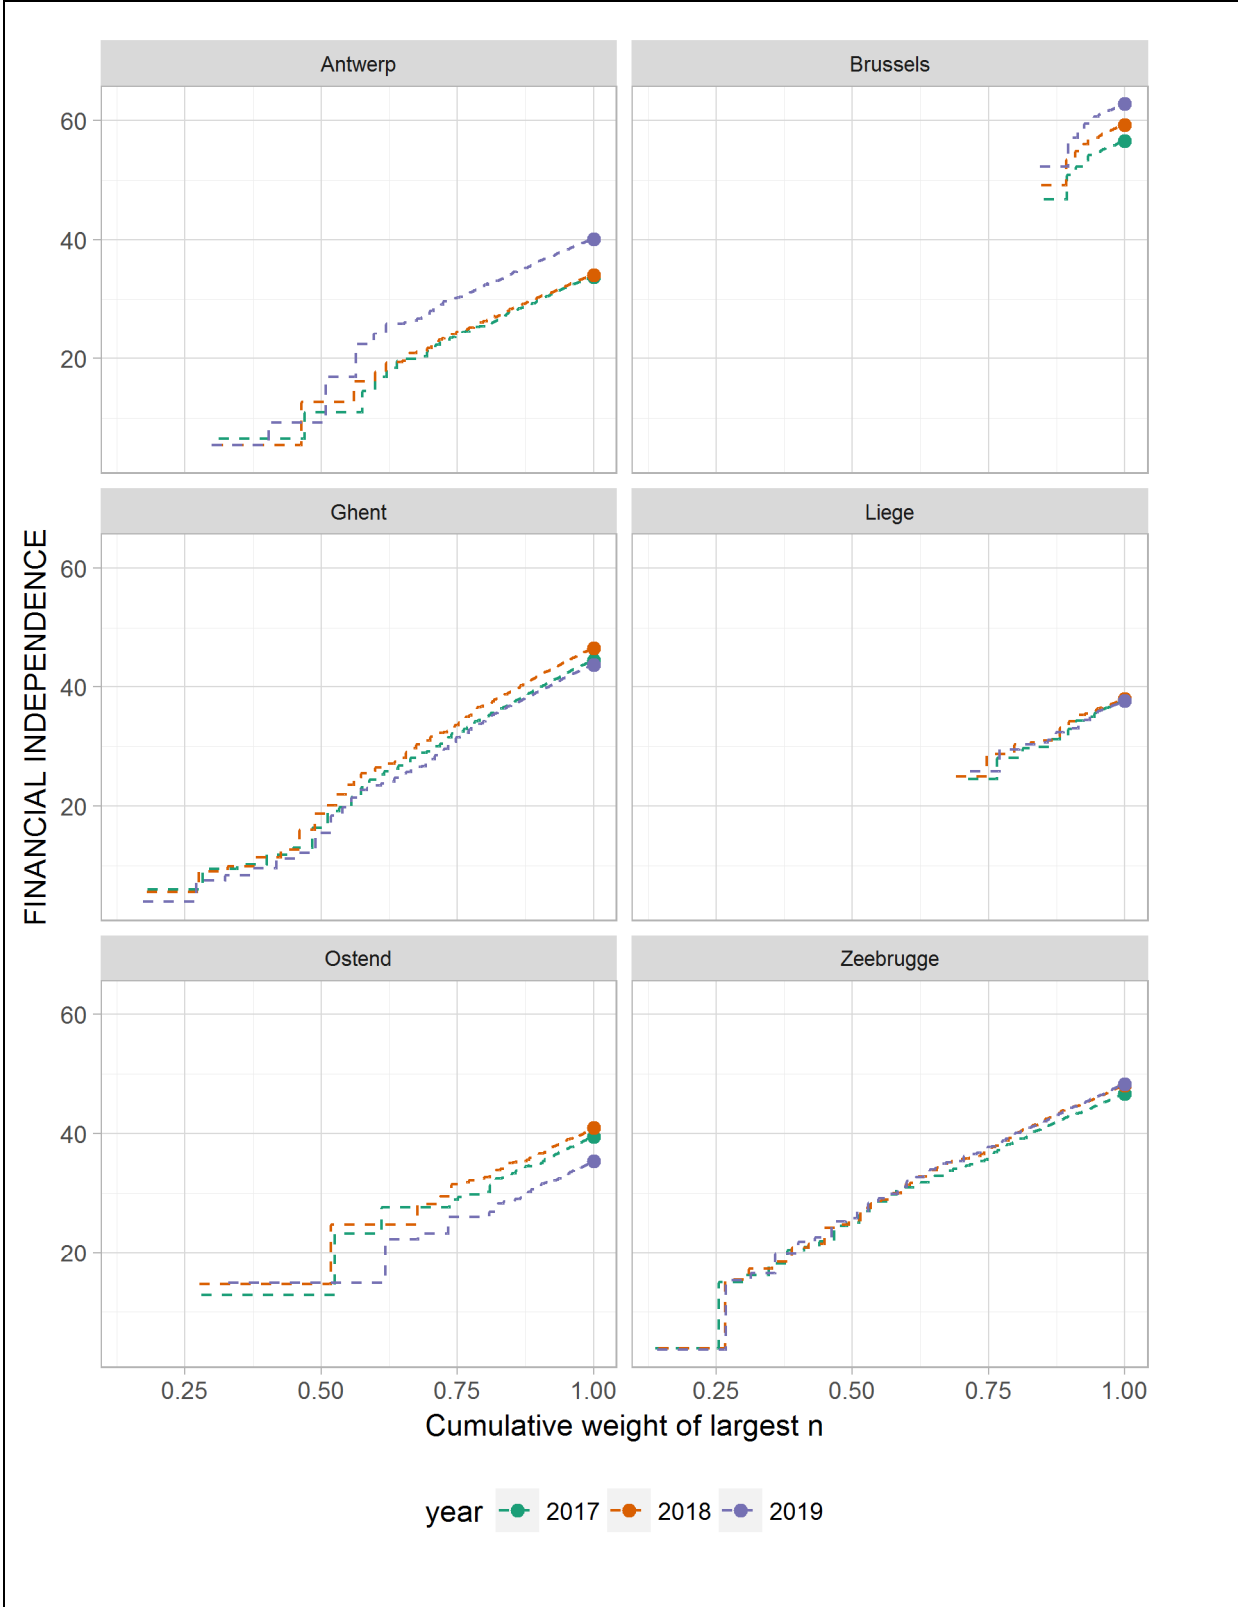 Antwerp Brussels
60
40
20
Ghent Liege
60
40
20
Ostend Zeebrugge
60
40
20
FINANCIAL INDEPENDENCE
0.25 0.50 0.75 1.00 0.25 0.50 0.75 1.00
Cumulative weight of largest n
year 2017 2018 2019